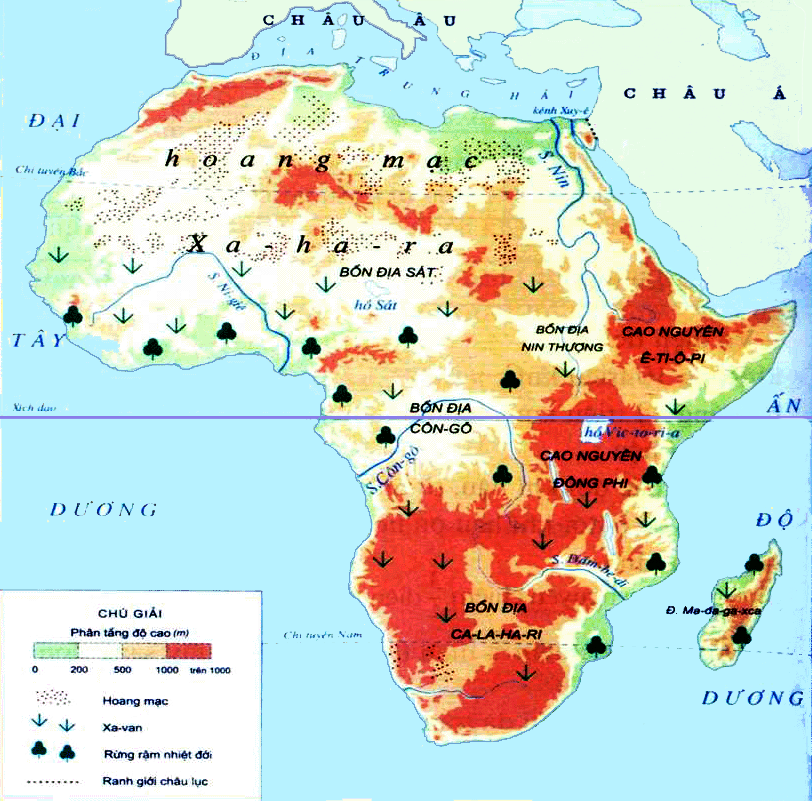 CHÂU ÂU
ĐỊA TRUNG HẢI
CHÂU Á
kênh Xuy-ê
ĐẠI
Chí tuyến Bắc
hoang mạc
S. Nin
Xa-ha-ra
BỒN ĐỊA SÁT
hồ Sát
S. Ni-giê
TÂY
BỒN ĐỊA
NIN THƯỢNG
CAO NGUYÊN
Ê-TI-Ô-PI
Xích đạo
BỒN ĐỊA
CÔN-GÔ
ẤN
hồ Vic-to-ri-a
S.Côn-gô
CAO NGUYÊN
ĐÔNG PHI
DƯƠNG
ĐỘ
S. Dăm-be-di
BỒN ĐỊA
CA-LA-HA-RI
Đ. Ma-đa-ga-xca
Chí tuyến Nam
DƯƠNG
CHÚ GIẢI
Phân tầng độ cao (m)
0 200 500 1000 trên 1000
Hoang mạc
Xa-van
Rừng rậm nhiệt đới
Ranh giới châu lục